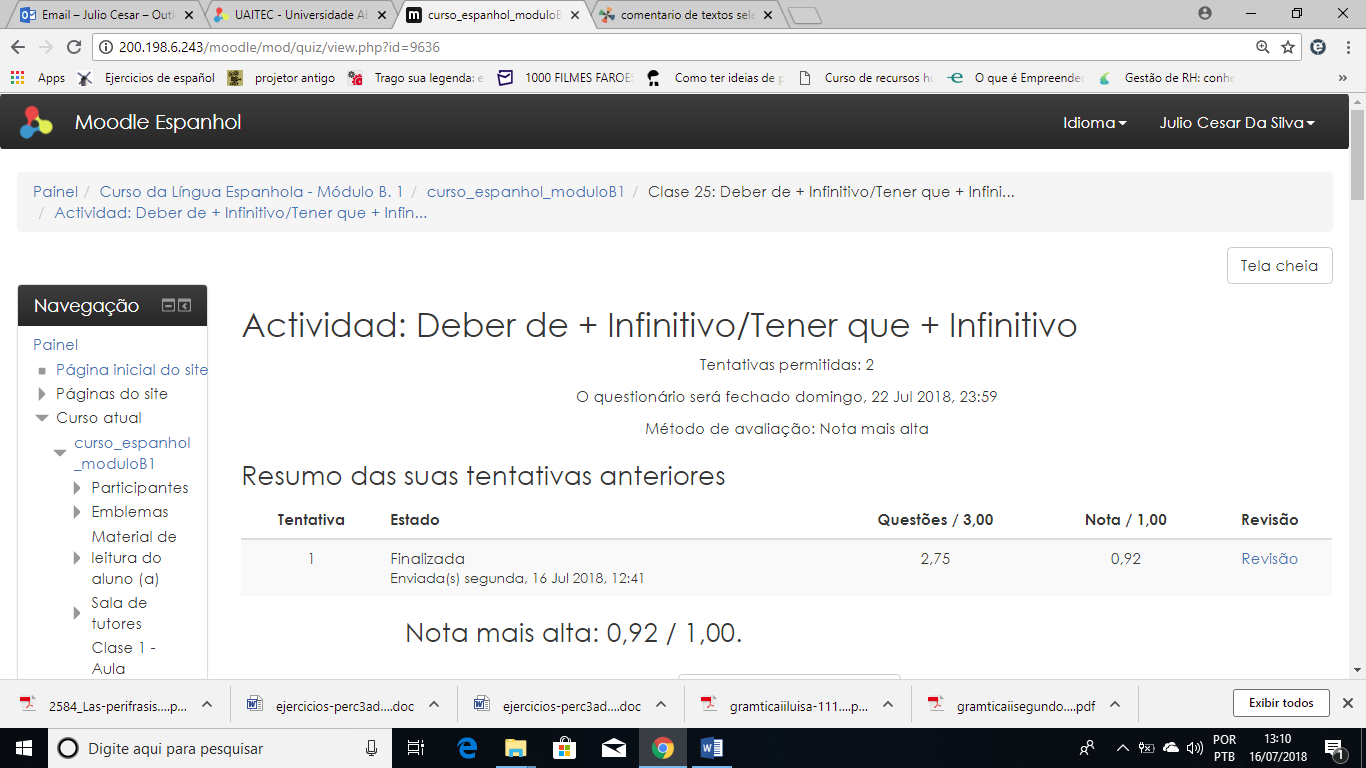 Email – Julio Cesar – Outl
UAITEC - Universidade Ab
curso_espanhol_moduloB
comentario de textos sele
200.198.6.243/moodle/mod/quiz/view.php?id=9636
Apps
Ejercicios de español
projetor antigo
Trago sua legenda: e
1000 FILMES FAROES
Como ter ideias de p
Curso de recursos hu
O que é Empreende
Gestão de RH: conhe
»
Moodle Espanhol
Idioma
Julio Cesar Da Silva
Painel / Curso da Língua Espanhola - Módulo B. 1 / curso_espanhol_moduloB1 / Clase 25: Deber de + Infinitivo/Tener que + Infini...
/ Actividad: Deber de + Infinitivo/Tener que + Infin...
Tela cheia
Navegação
Painel
Página inicial do site
Páginas do site
Curso atual
curso_espanhol
_moduloB1
Participantes
Emblemas
Material de
leitura do
aluno (a)
Sala de
tutores
Clase 1 -
Aula
Actividad: Deber de + Infinitivo/Tener que + Infinitivo
Tentativas permitidas: 2
O questionário será fechado domingo, 22 Jul 2018, 23:59
Método de avaliação: Nota mais alta
Resumo das suas tentativas anteriores
Tentativa Estado Questões / 3,00 Nota / 1,00 Revisão
1 Finalizada 2,75 0,92 Revisão
Enviada(s) segunda, 16 Jul 2018, 12:41
Nota mais alta: 0,92 / 1,00.
2584_Las-perifrasis....p...
ejercicios-perc3ad....doc
ejercicios-perc3ad....doc
gramticaiiluisa-111....p...
gramticaiisegundo....pdf
Exibir todos
Digite aqui para pesquisar
POR
PTB
13:10
16/07/2018
1